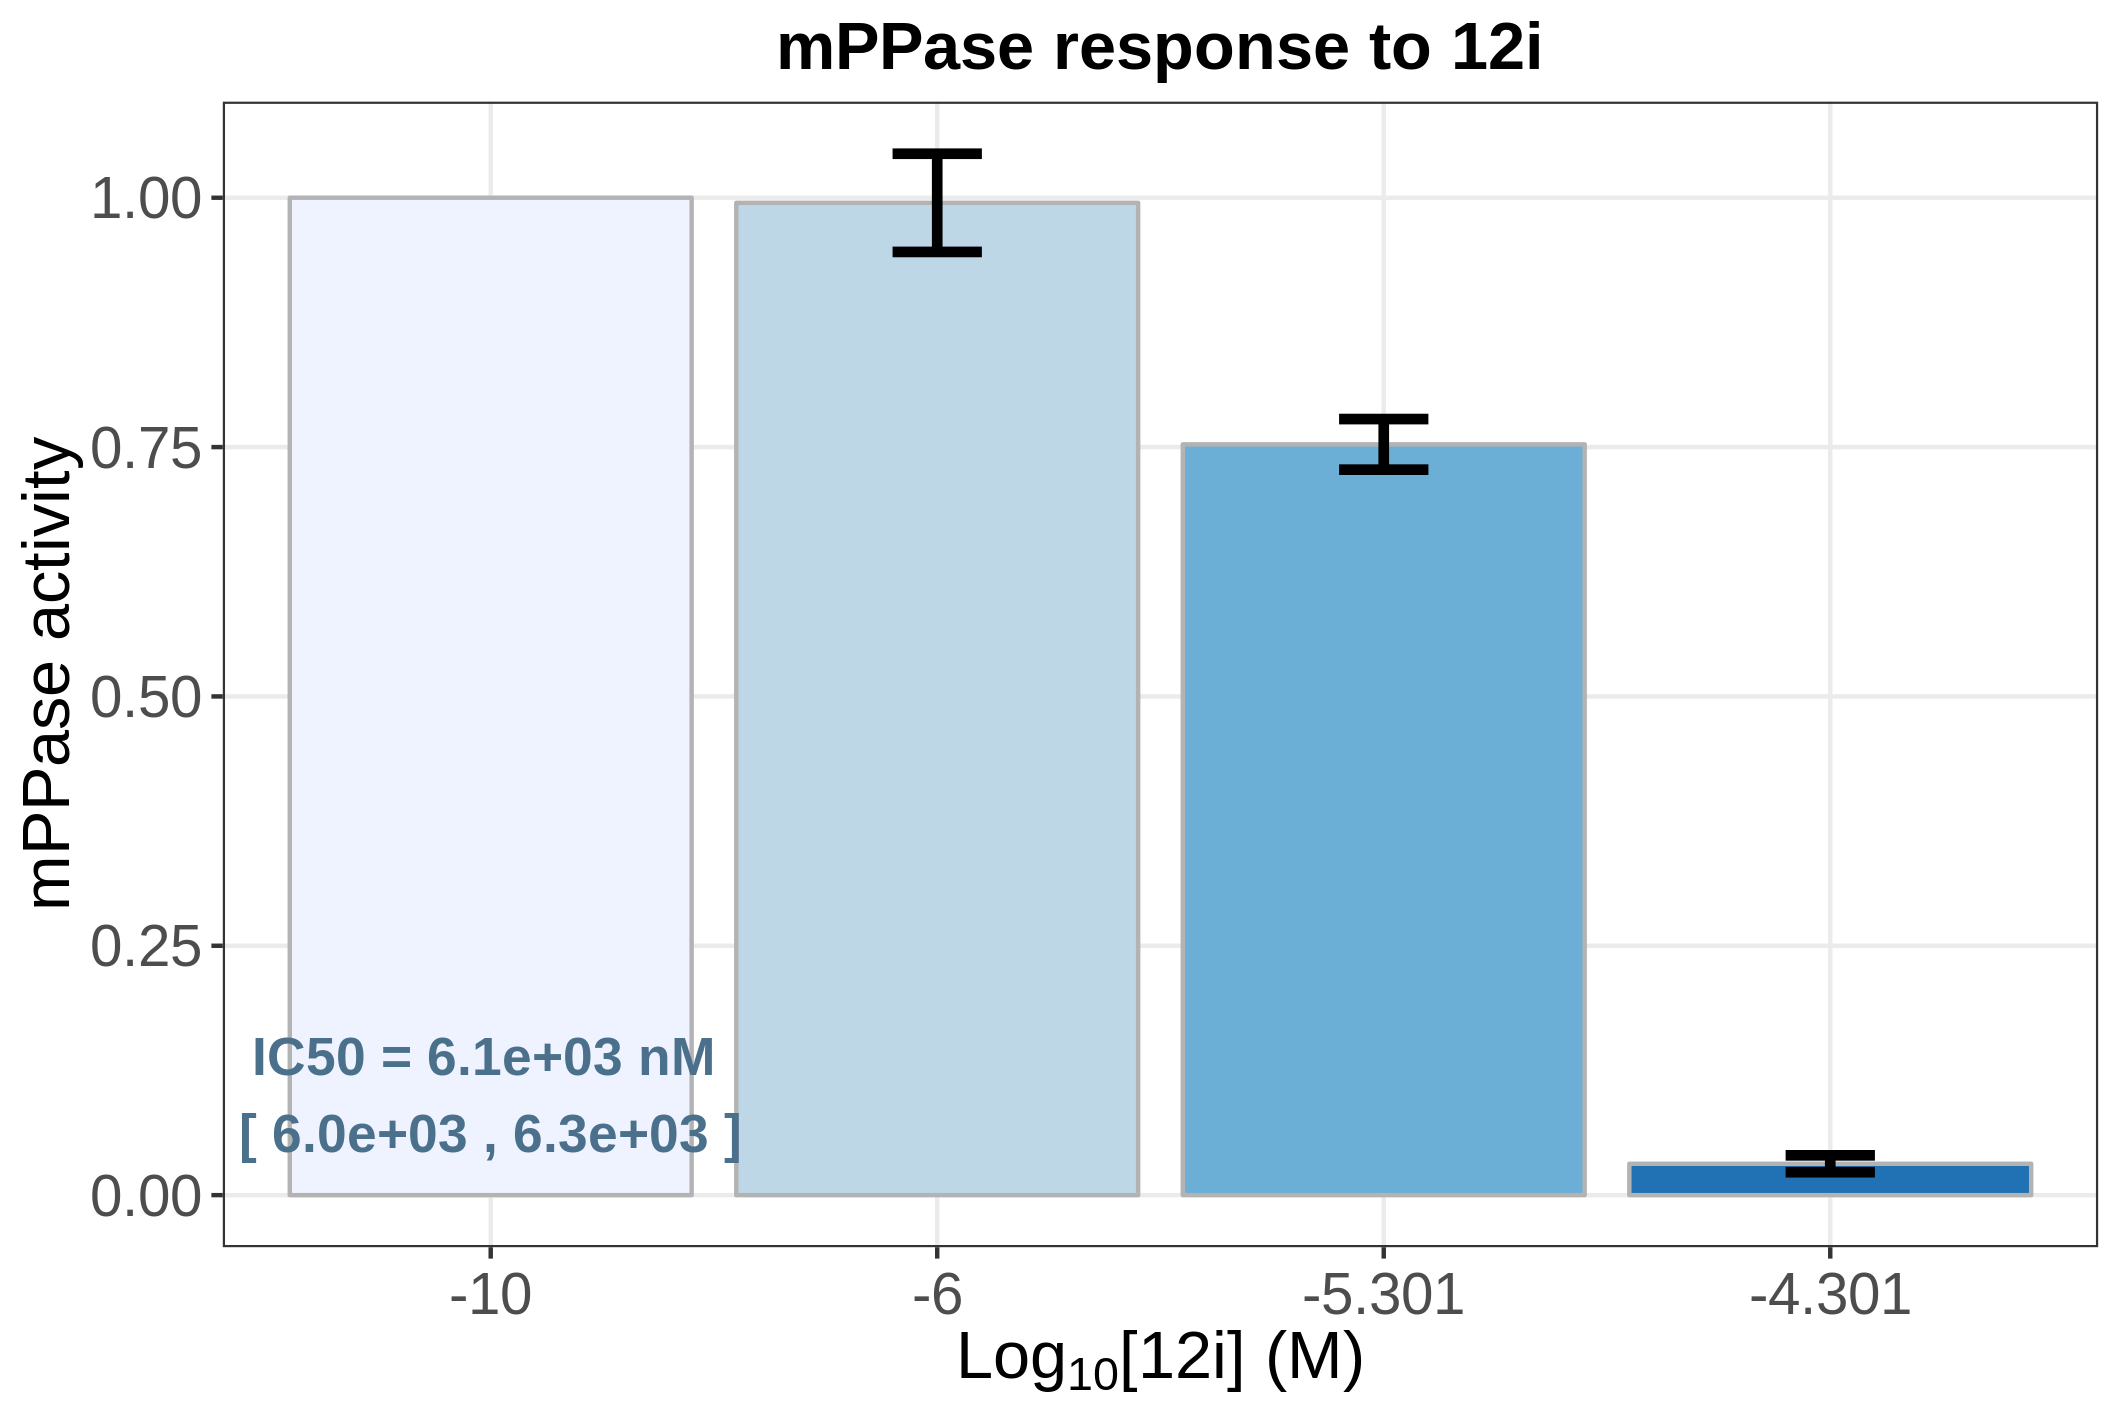 mPPase response to 12i
mPPase activity
1.00
0.75
0.50
0.25
0.00
IC50 = 6.1e+03 nM
[ 6.0e+03 , 6.3e+03 ]
-10
-6
-5.301
-4.301
Log10[12i] (M)